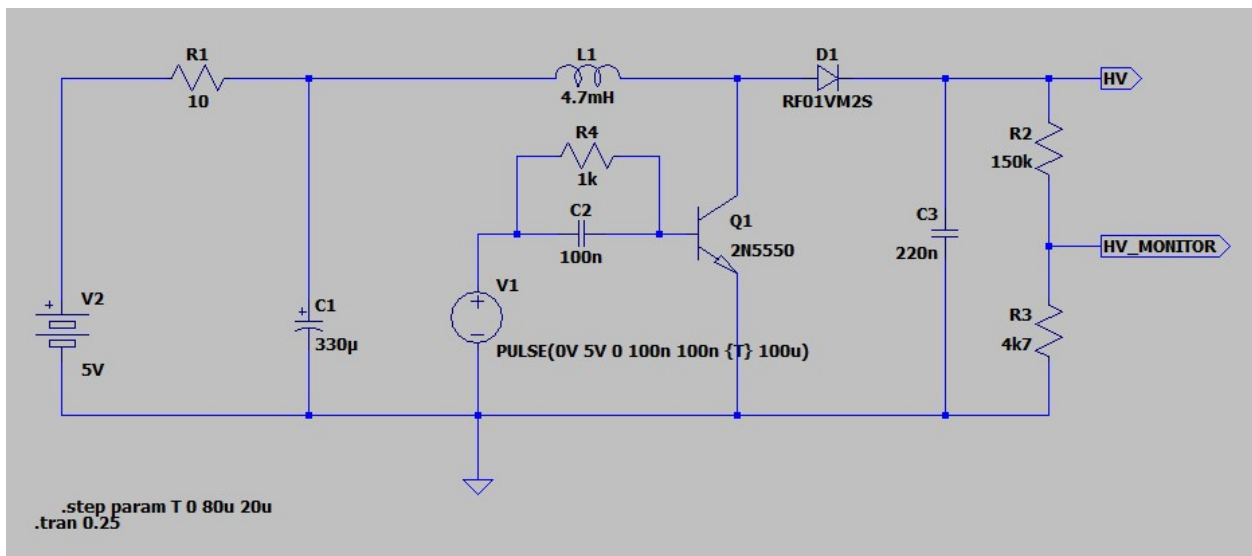 R1
10
L1
4.7mH
D1
RF01VM2S
HV
R4
1k
R2
150k
C2
100n
Q1
2N5550
C3
220n
HV_MONITOR
V2
+
5V
C1
+
330µ
V1
+
−
PULSE(0V 5V 0 100n 100n {T} 100u)
R3
4k7
.step param T 0 80u 20u
.tran 0.25